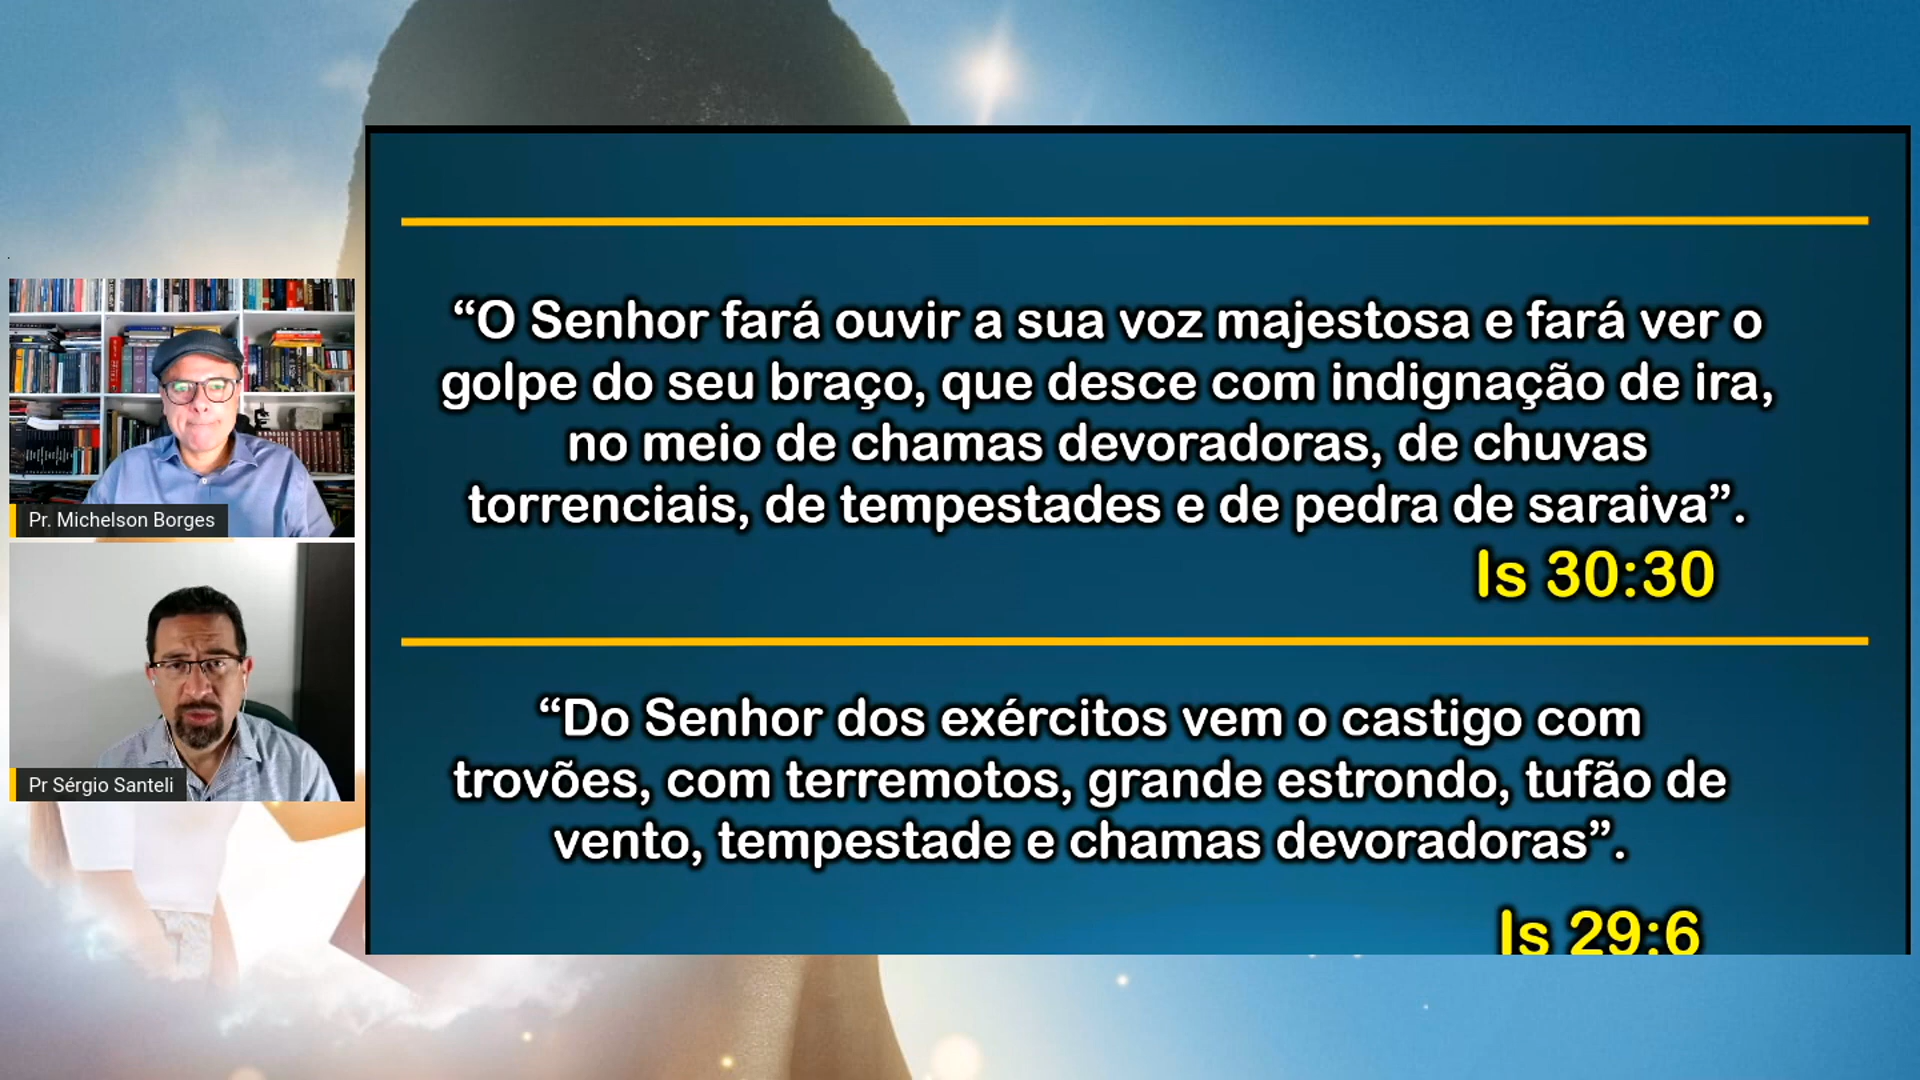 “O Senhor fará ouvir a sua voz majestosa e fará ver o
golpe do seu braço, que desce com indignação de ira,
no meio de chamas devoradoras, de chuvas
torrenciais, de tempestades e de pedra de saraiva”.
Is 30:30
“Do Senhor dos exércitos vem o castigo com
trovões, com terremotos, grande estrondo, tufão de
vento, tempestade e chamas devoradoras”.
Is 29:6
Pr. Michelson Borges
Pr Sérgio Santeli